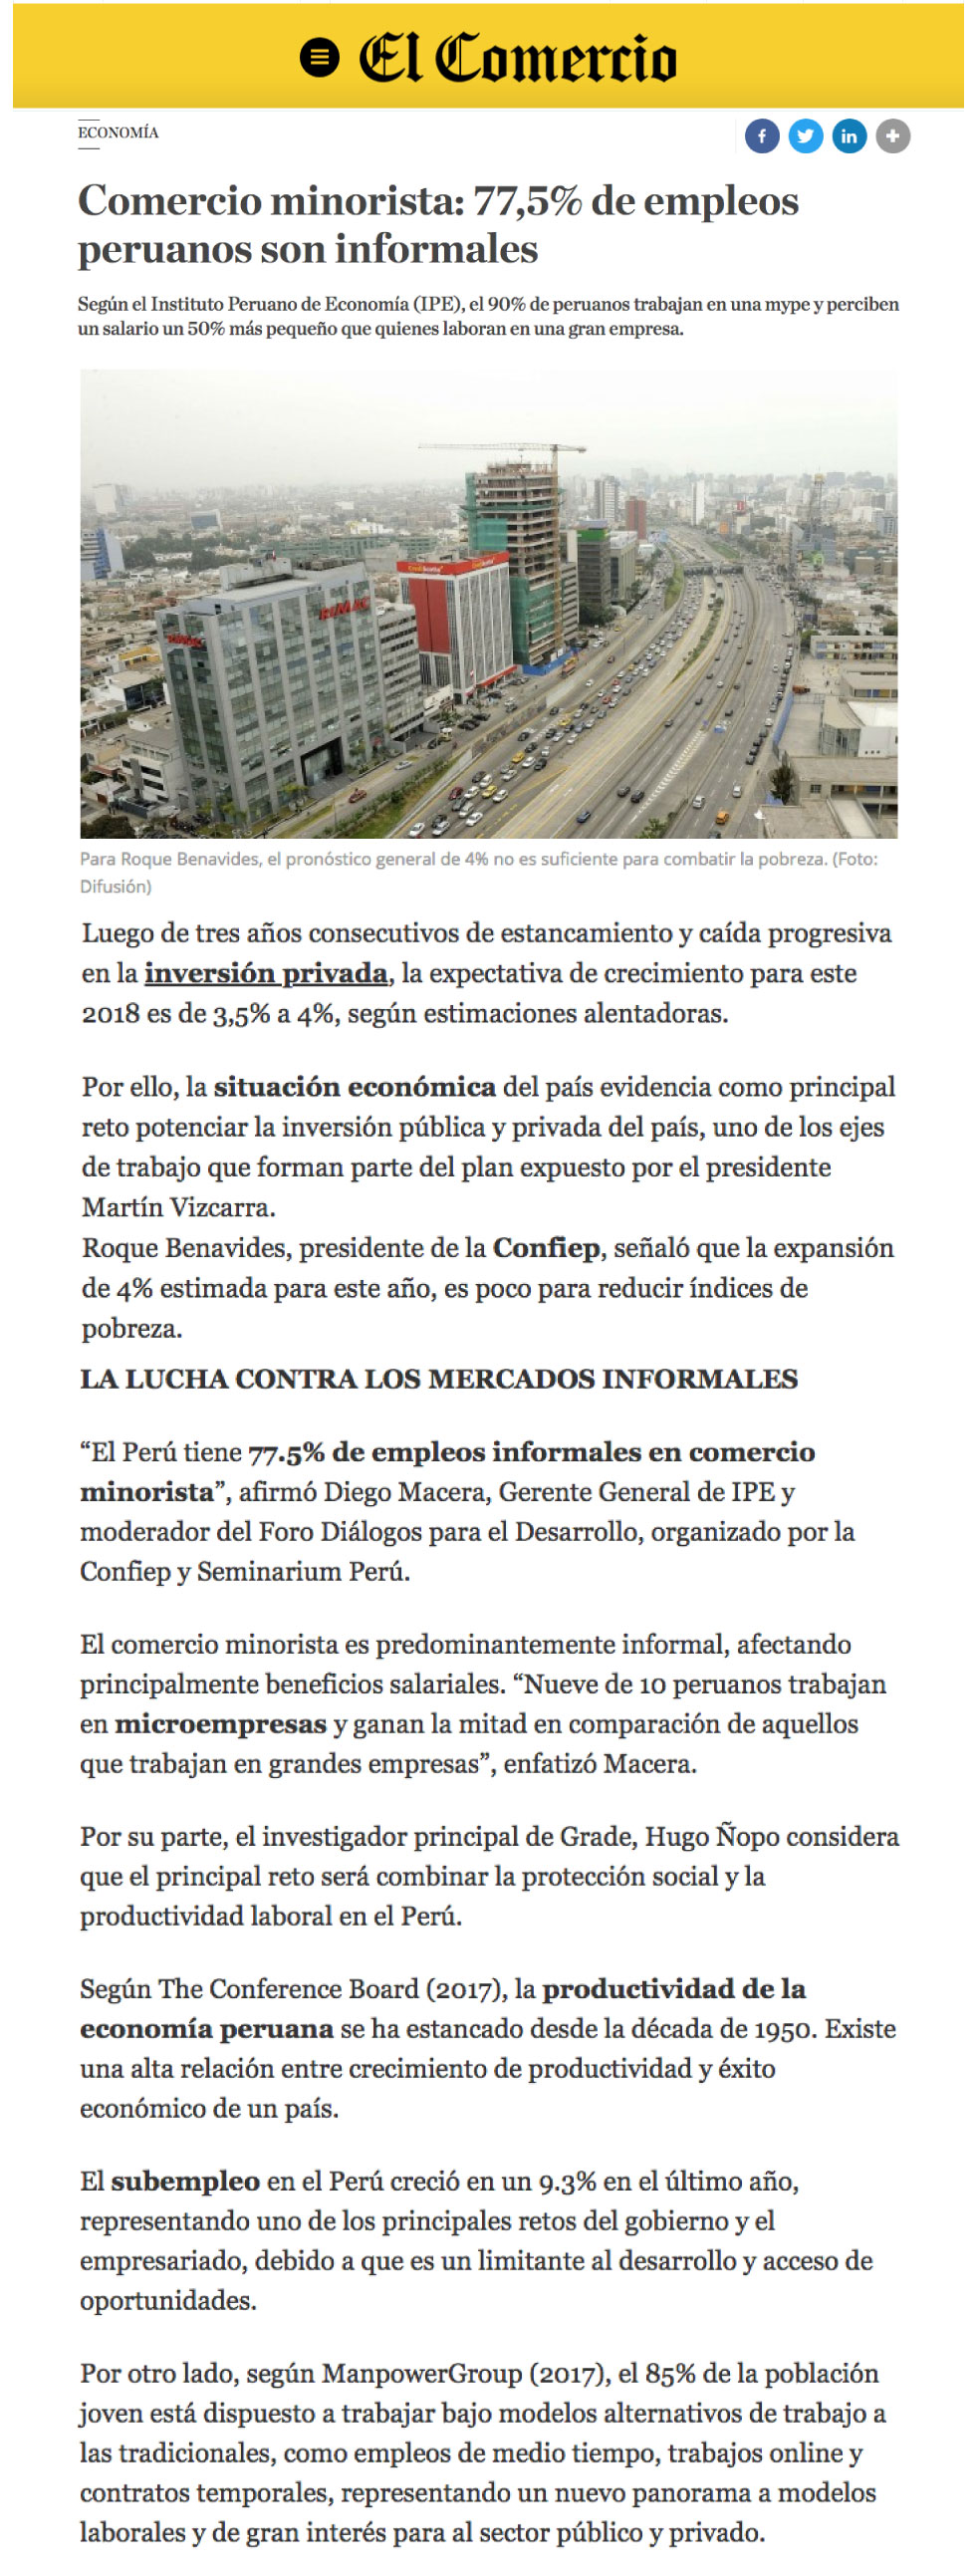 El Comercio
ECONOMÍA
Comercio minorista: 77,5% de empleos
peruanos son informales
Según el Instituto Peruano de Economía (IPE), el 90% de peruanos trabajan en una mype y perciben
un salario un 50% más pequeño que quienes laboran en una gran empresa.
RIMAC
RIMAC
Para Roque Benavides, el pronóstico general de 4% no es suficiente para combatir la pobreza. (Foto:
Difusión)
Luego de tres años consecutivos de estancamiento y caída progresiva
en la inversión privada, la expectativa de crecimiento para este
2018 es de 3,5% a 4%, según estimaciones alentadoras.
Por ello, la situación económica del país evidencia como principal
reto potenciar la inversión pública y privada del país, uno de los ejes
de trabajo que forman parte del plan expuesto por el presidente
Martín Vizcarra.
Roque Benavides, presidente de la Confiep, señaló que la expansión
de 4% estimada para este año, es poco para reducir índices de
pobreza.
LA LUCHA CONTRA LOS MERCADOS INFORMALES
“El Perú tiene 77.5% de empleos informales en comercio
minorista”, afirmó Diego Macera, Gerente General de IPE y
moderador del Foro Diálogos para el Desarrollo, organizado por la
Confiep y Seminarium Perú.
El comercio minorista es predominantemente informal, afectando
principalmente beneficios salariales. “Nueve de 10 peruanos trabajan
en microempresas y ganan la mitad en comparación de aquellos
que trabajan en grandes empresas”, enfatizó Macera.
Por su parte, el investigador principal de Grade, Hugo Ñopo considera
que el principal reto será combinar la protección social y la
productividad laboral en el Perú.
Según The Conference Board (2017), la productividad de la
economía peruana se ha estancado desde la década de 1950. Existe
una alta relación entre crecimiento de productividad y éxito
económico de un país.
El subempleo en el Perú creció en un 9.3% en el último año,
representando uno de los principales retos del gobierno y el
empresariado, debido a que es un limitante al desarrollo y acceso de
oportunidades.
Por otro lado, según ManpowerGroup (2017), el 85% de la población
joven está dispuesto a trabajar bajo modelos alternativos de trabajo a
las tradicionales, como empleos de medio tiempo, trabajos online y
contratos temporales, representando un nuevo panorama a modelos
laborales y de gran interés para al sector público y privado.